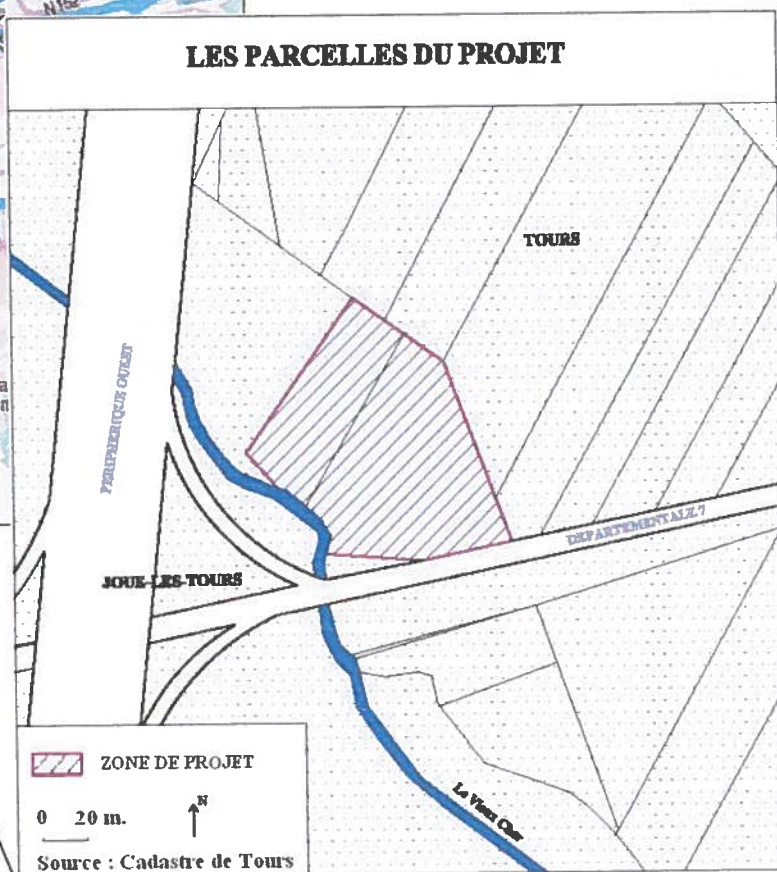 N 152
LES PARCELLES DU PROJET
TOURS
PERIPHERIQUE OUEST
DEPARTEMENTALE 7
JOUE-LES-TOURS
ZONE DE PROJET
0 20 m.
N
Source : Cadastre de Tours
Le Vieux Cher